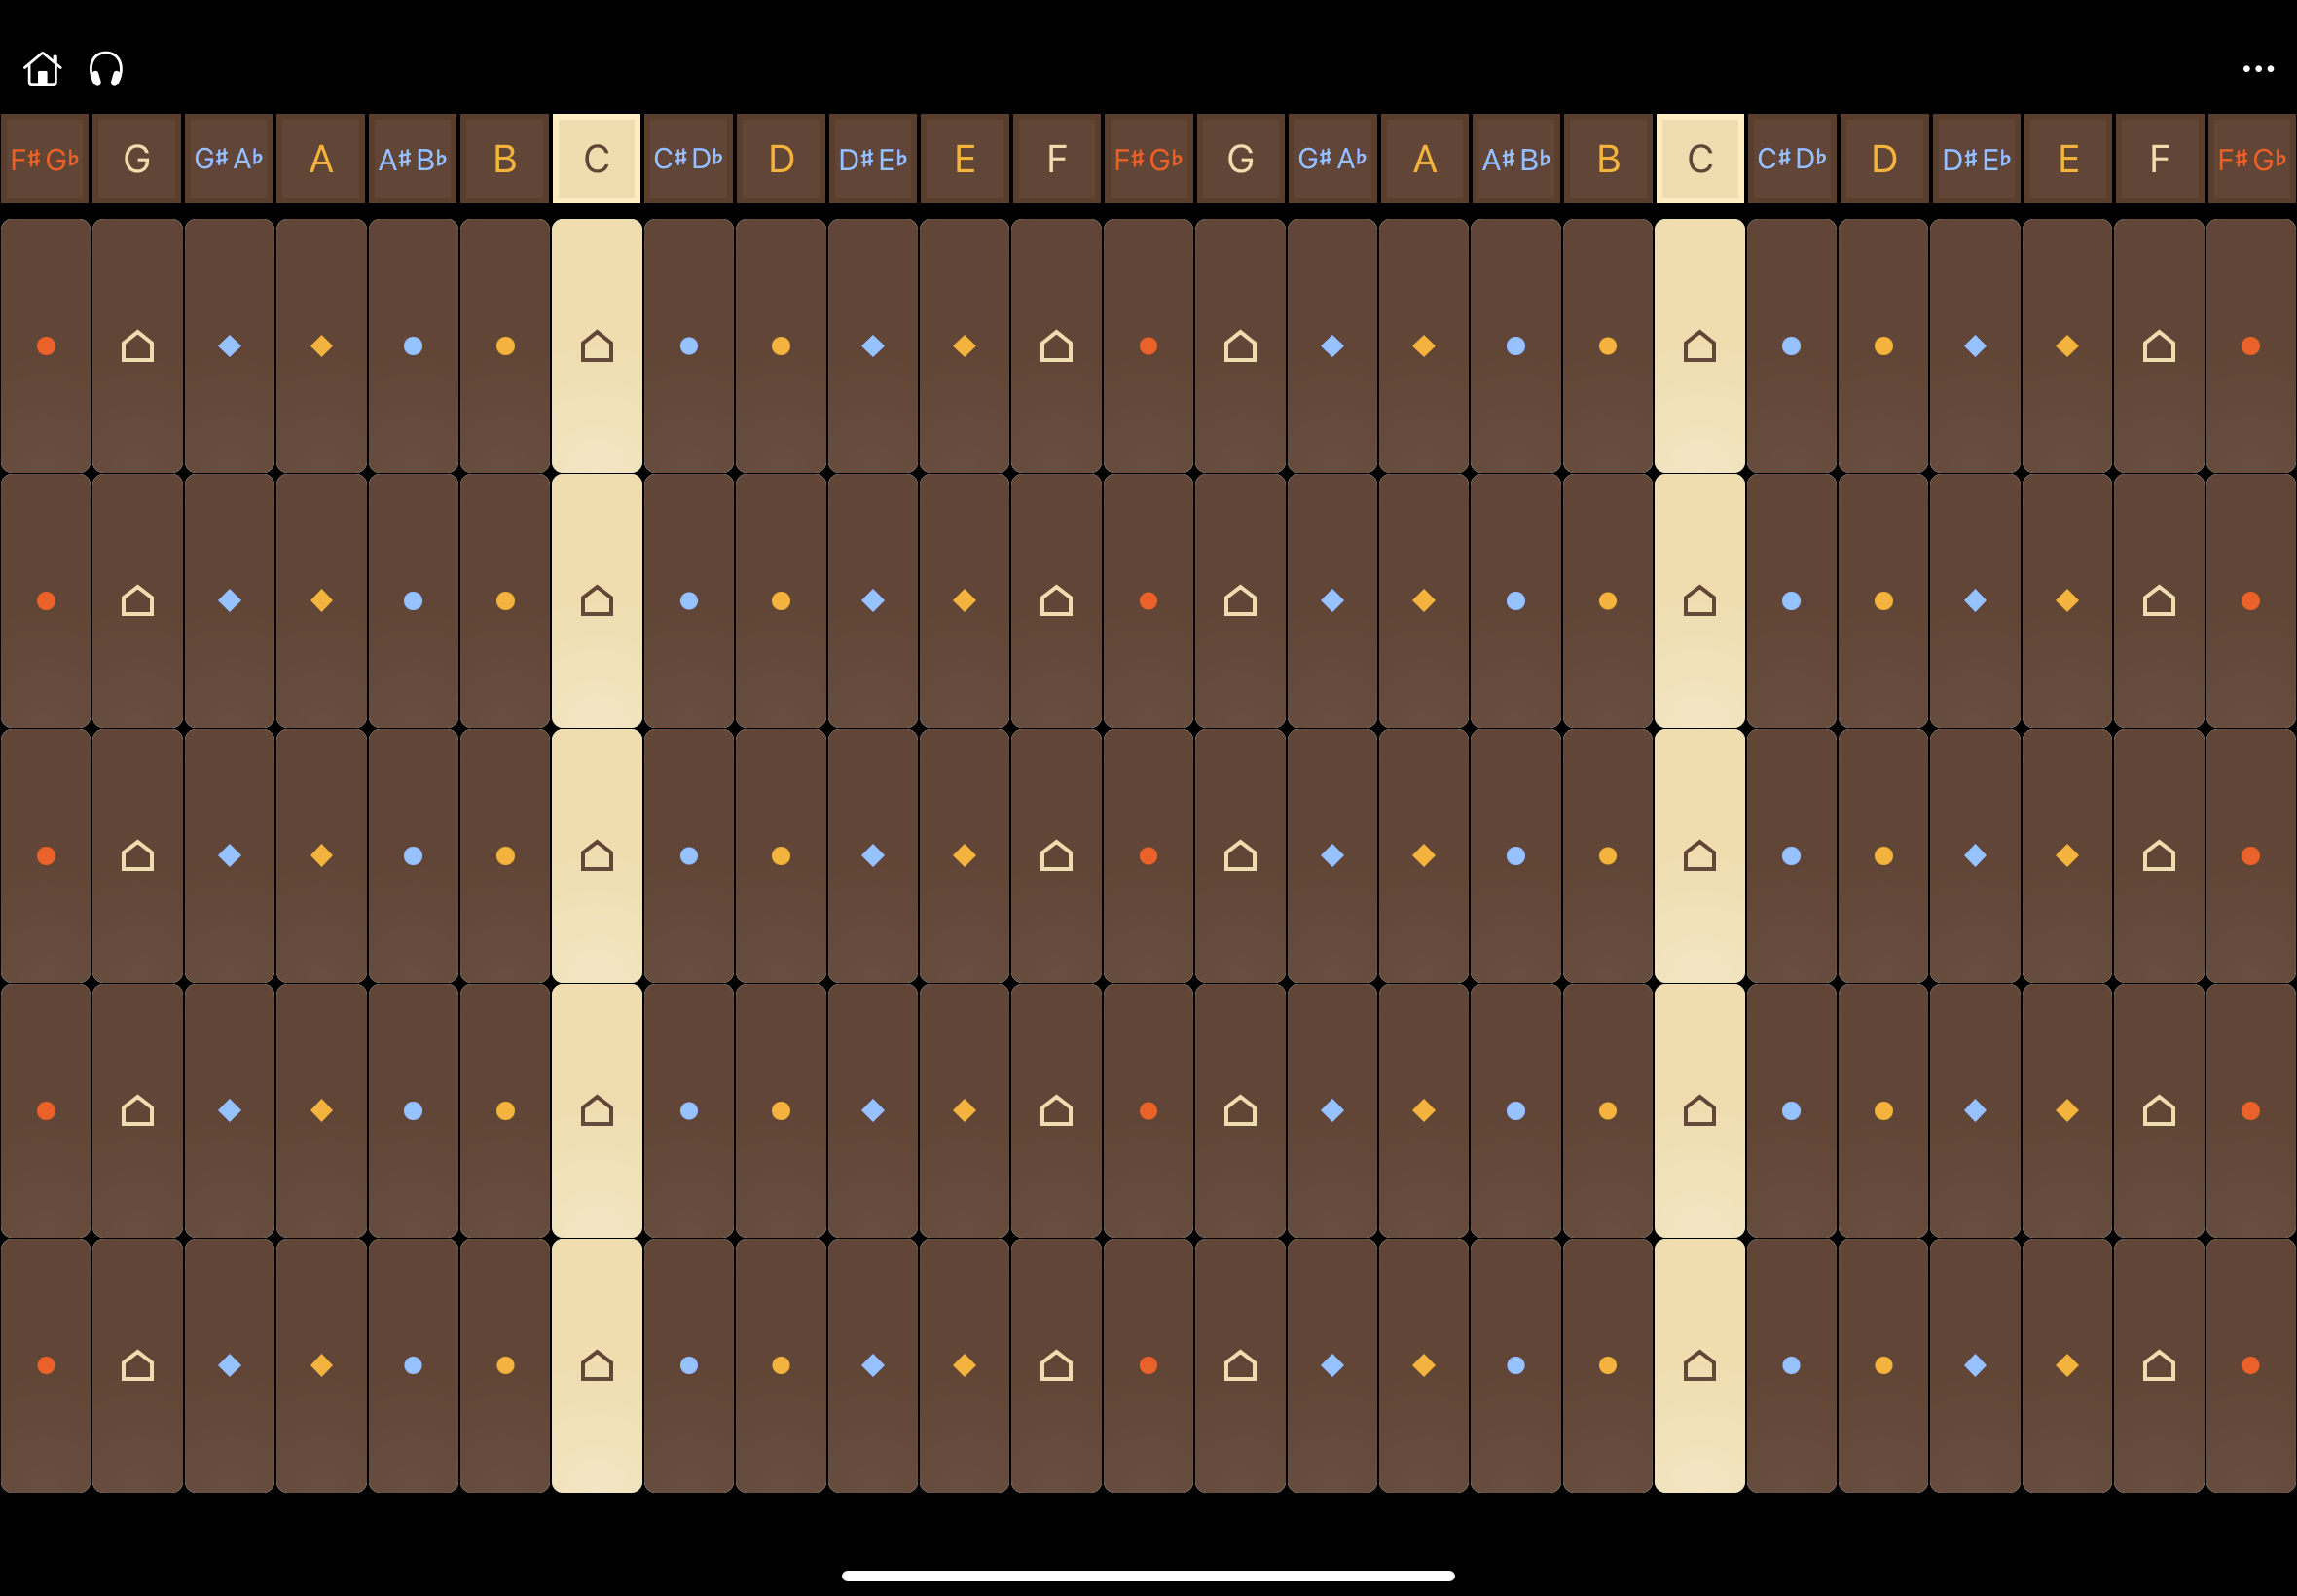 F♯ G♭ G G♯ A♭ A A♯ B♭ B C C♯ D♭ D D♯ E♭ E F F♯ G♭ G G♯ A♭ A A♯ B♭ B C C♯ D♭ D D♯ E♭ E F F♯ G♭